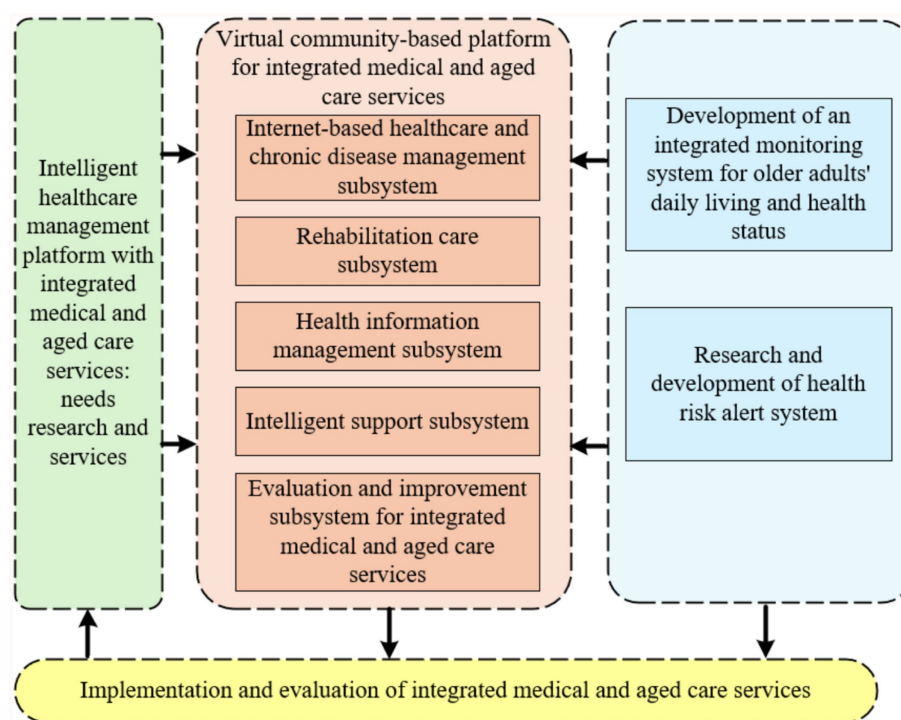 Intelligent
healthcare
management
platform with
integrated
medical and
aged care
services:
needs
research and
services
Virtual community-based platform
for integrated medical and aged
care services
Internet-based healthcare and
chronic disease management
subsystem
Rehabilitation care
subsystem
Health information
management subsystem
Intelligent support subsystem
Evaluation and improvement
subsystem for integrated
medical and aged care
services
Development of an
integrated monitoring
system for older adults'
daily living and health
status
Research and
development of health
risk alert system
Implementation and evaluation of integrated medical and aged care services